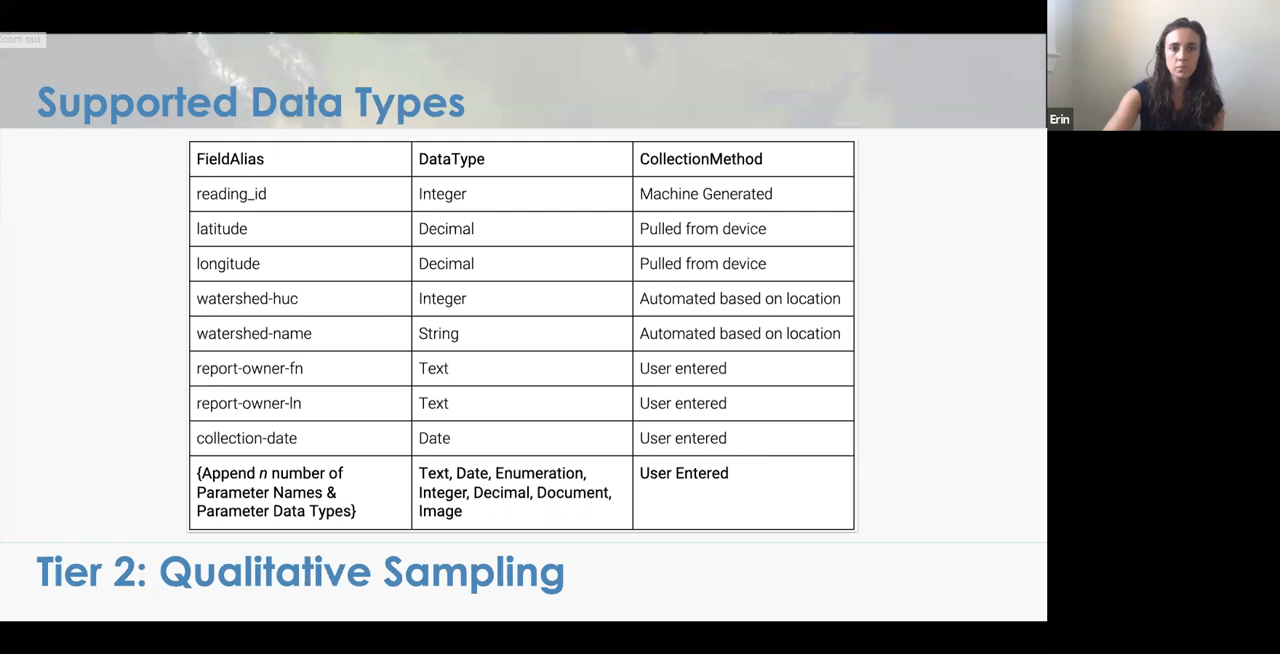 Zoom out
Supported Data Types
Erin
FieldAlias DataType CollectionMethod
reading_id Integer Machine Generated
latitude Decimal Pulled from device
longitude Decimal Pulled from device
watershed-huc Integer Automated based on location
watershed-name String Automated based on location
report-owner-fn Text User entered
report-owner-ln Text User entered
collection-date Date User entered
{Append n number of
Parameter Names &
Parameter Data Types}
Text, Date, Enumeration,
Integer, Decimal, Document,
Image
User Entered
Tier 2: Qualitative Sampling